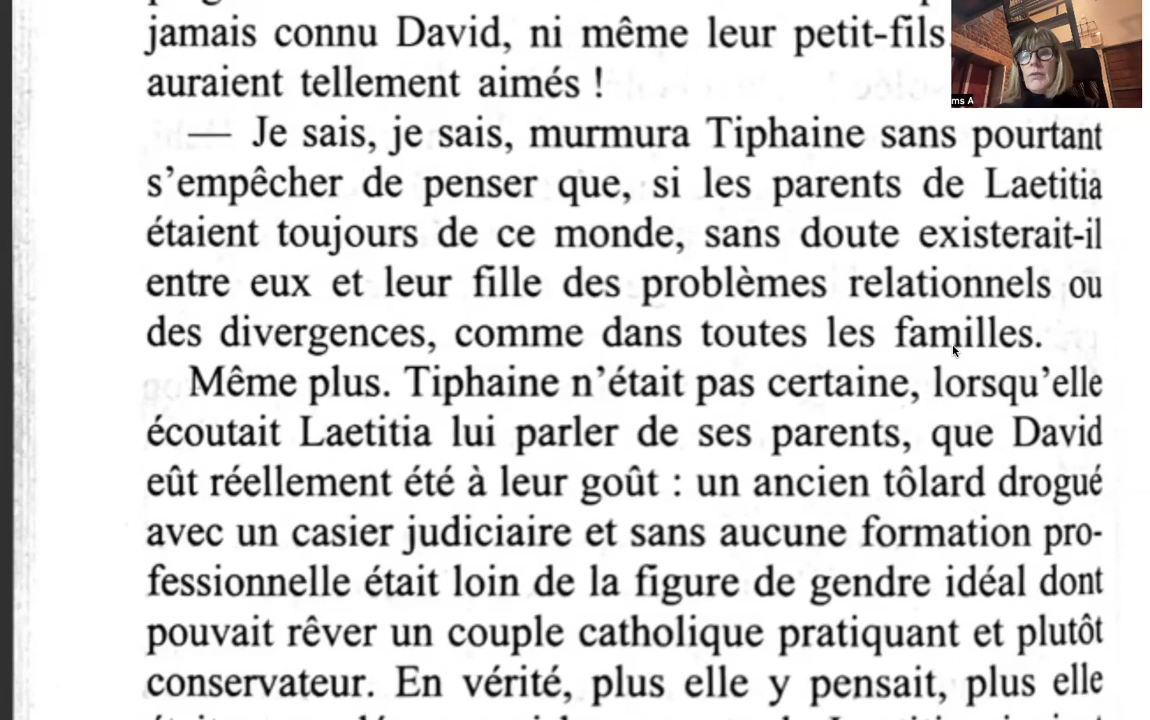 jamais connu David, ni même leur petit-fils
ms A
auraient tellement aimés !
— Je sais, je sais, murmura Tiphaine sans pourtant
s’empêcher de penser que, si les parents de Laetitia
étaient toujours de ce monde, sans doute existerait-il
entre eux et leur fille des problèmes relationnels ou
des divergences, comme dans toutes les familles.
Même plus. Tiphaine n’était pas certaine, lorsqu’elle
écoutait Laetitia lui parler de ses parents, que David
eût réellement été à leur goût : un ancien tôlard drogué
avec un casier judiciaire et sans aucune formation pro-
fessionnelle était loin de la figure de gendre idéal dont
pouvait rêver un couple catholique pratiquant et plutôt
conservateur. En vérité, plus elle y pensait, plus elle